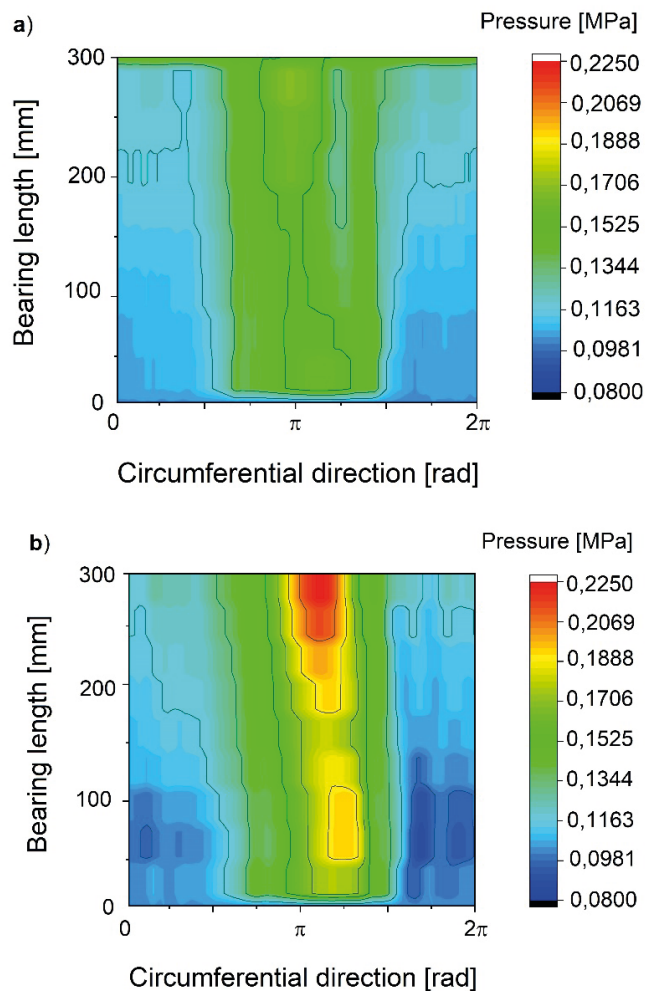 a)
Pressure [MPa]
Bearing length [mm]
300
200
100
0
0
π
2π
Circumferential direction [rad]
0,2250
0,2069
0,1888
0,1706
0,1525
0,1344
0,1163
0,0981
0,0800
b)
Pressure [MPa]
Bearing length [mm]
300
200
100
0
0
π
2π
Circumferential direction [rad]
0,2250
0,2069
0,1888
0,1706
0,1525
0,1344
0,1163
0,0981
0,0800